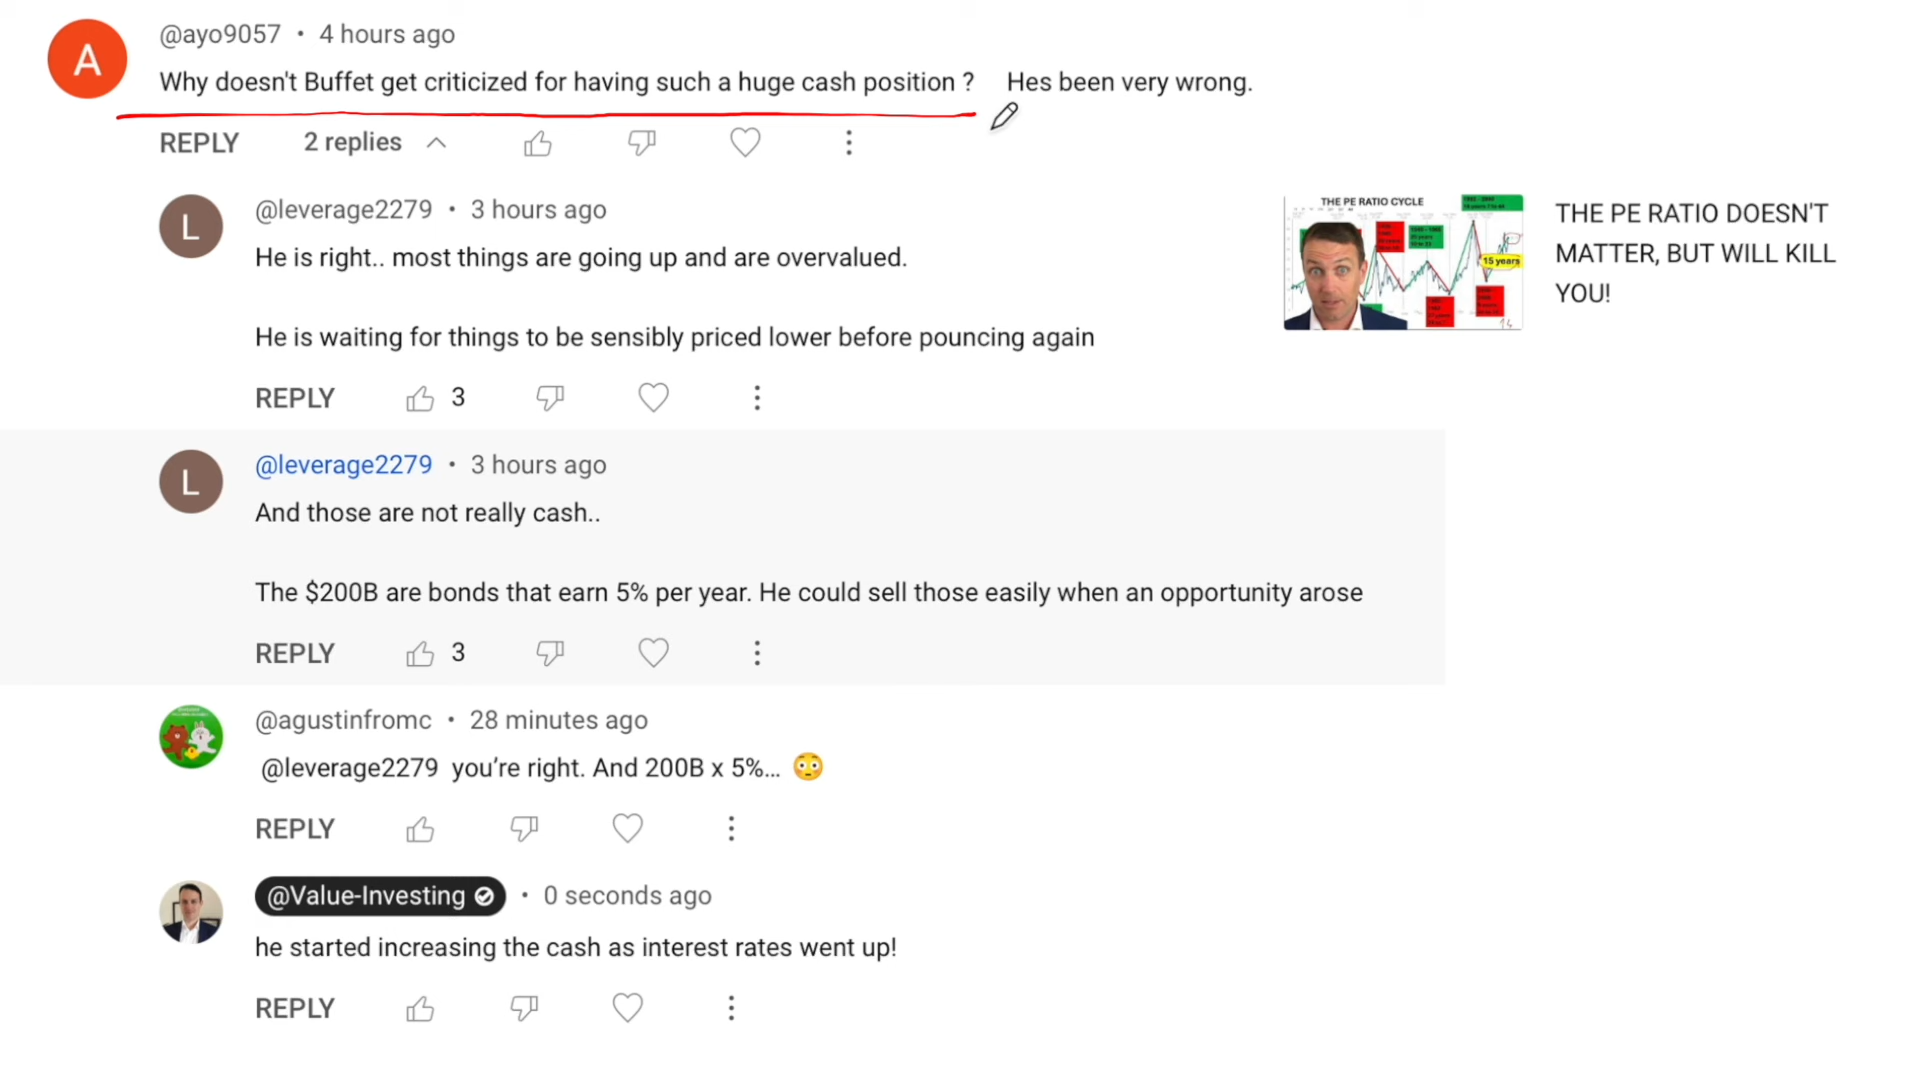 A
@ayo9057 • 4 hours ago
Why doesn't Buffet get criticized for having such a huge cash position ? Hes been very wrong.
REPLY 2 replies
L
@leverage2279 • 3 hours ago
He is right.. most things are going up and are overvalued.
He is waiting for things to be sensibly priced lower before pouncing again
REPLY 3
THE PE RATIO CYCLE
15 years
THE PE RATIO DOESN'T
MATTER, BUT WILL KILL
YOU!
L
@leverage2279 • 3 hours ago
And those are not really cash..
The $200B are bonds that earn 5% per year. He could sell those easily when an opportunity arose
REPLY 3
@agustinfromc • 28 minutes ago
@leverage2279 you’re right. And 200B x 5%... 😳
REPLY
@Value-Investing • 0 seconds ago
he started increasing the cash as interest rates went up!
REPLY